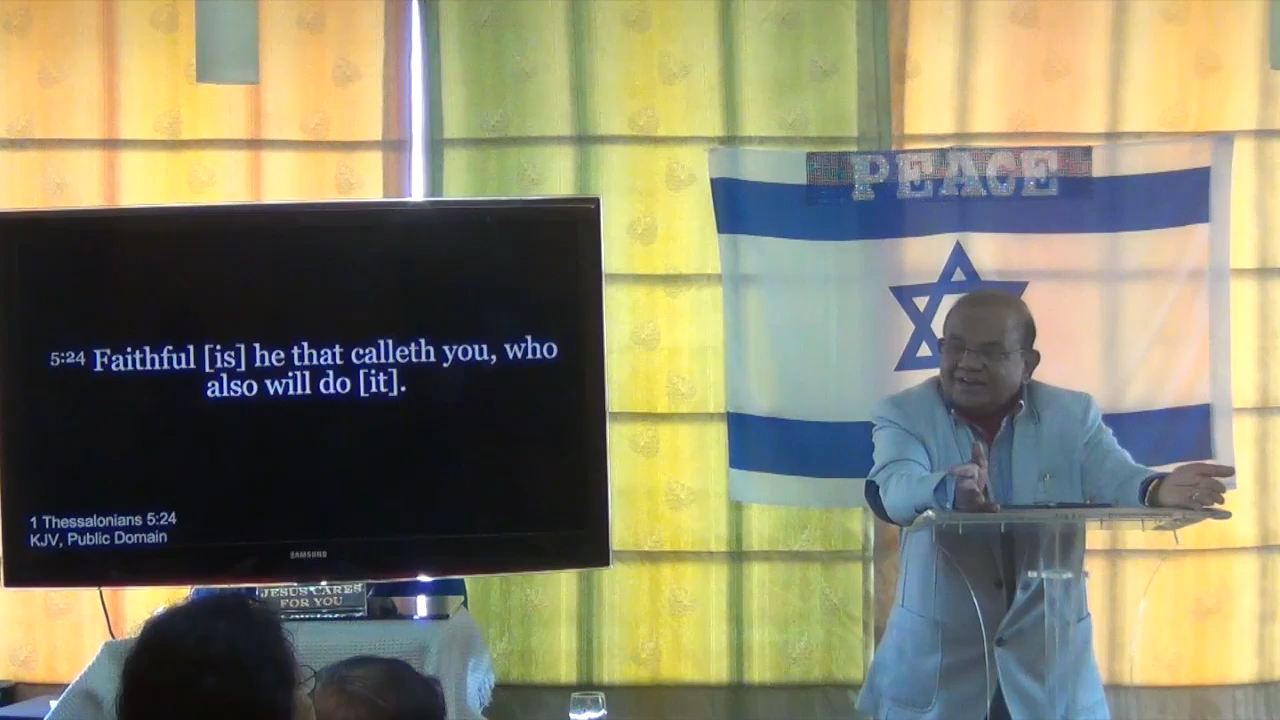 PEACE
5:24 Faithful [is] he that calleth you, who
also will do [it].
1 Thessalonians 5:24
KJV, Public Domain
SAMSUNG
JESUS CARES
FOR YOU